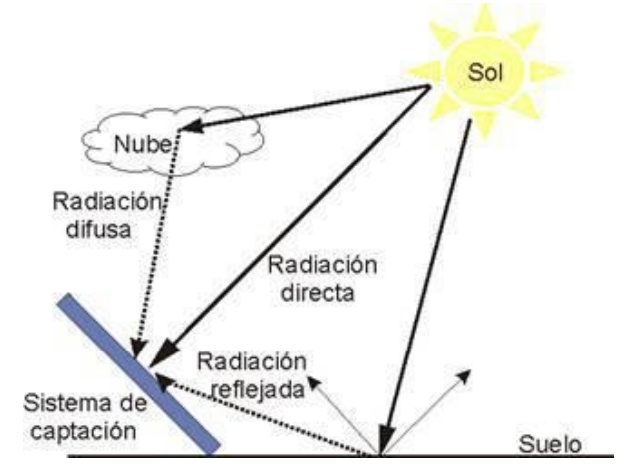 Sol
Nube
Radiación
difusa
Radiación
directa
Radiación
reflejada
Sistema de
captación
Suelo